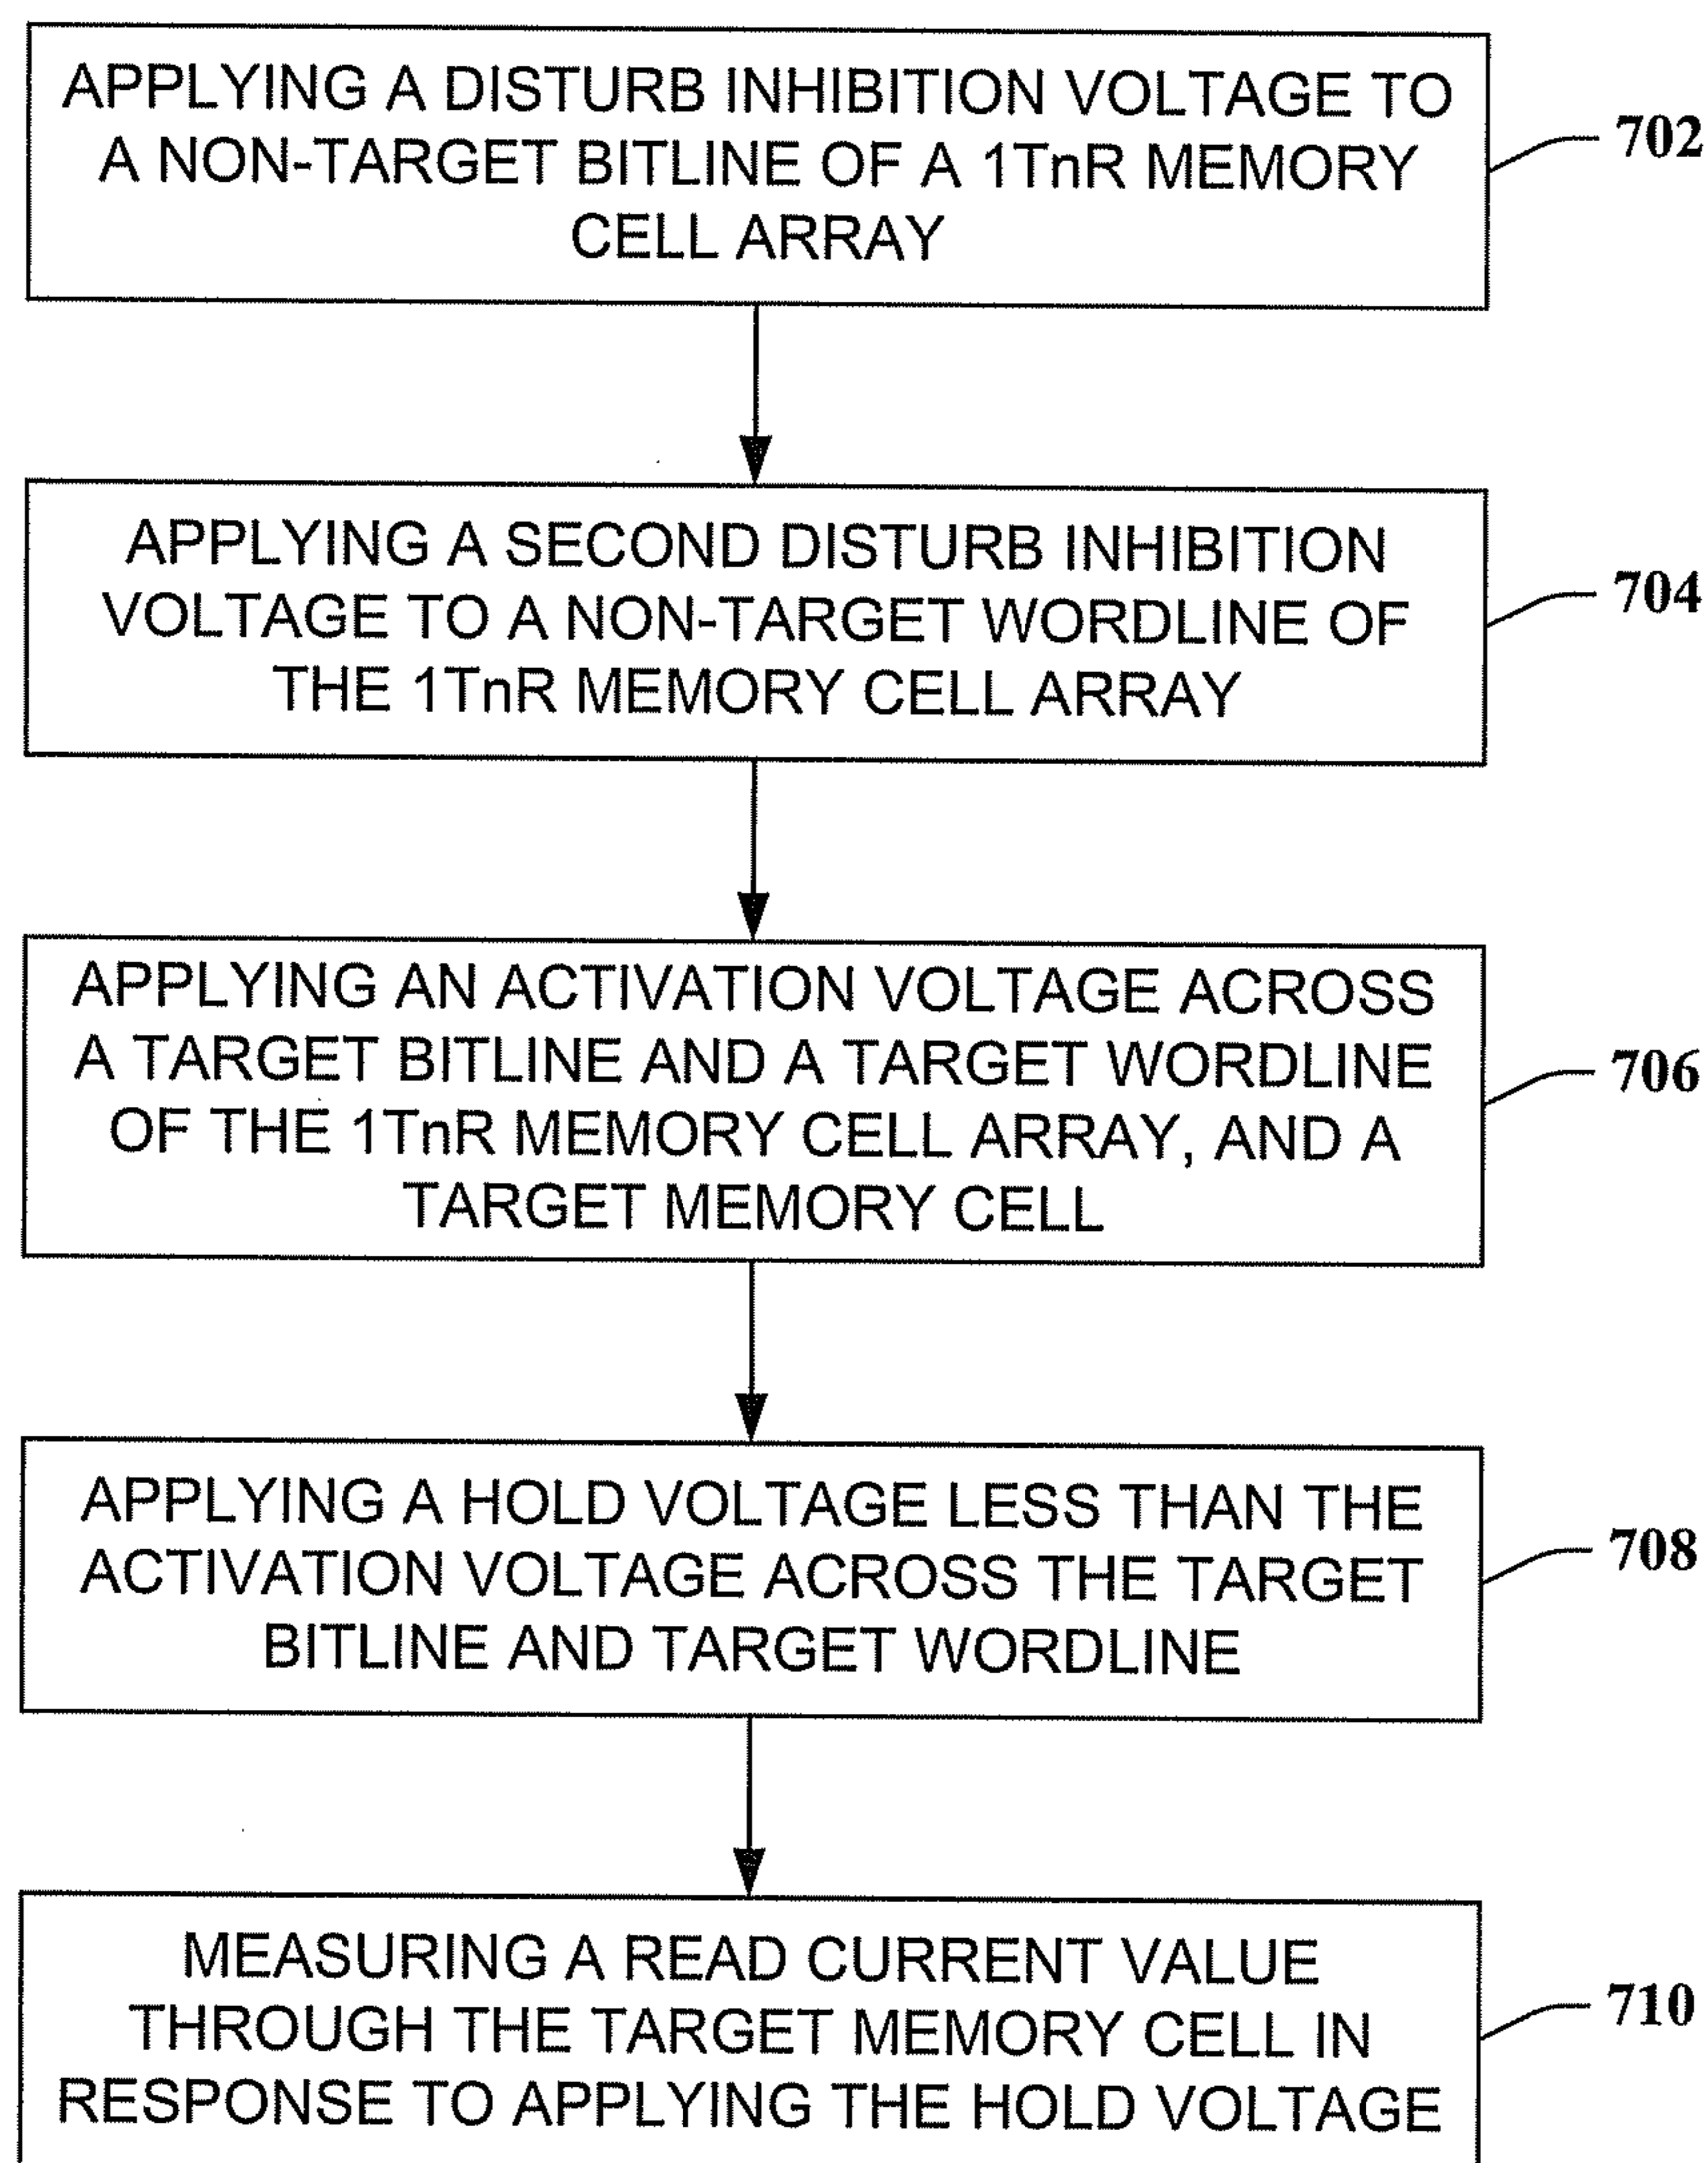 APPLYING A DISTURB INHIBITION VOLTAGE TO
A NON-TARGET BITLINE OF A 1TnR MEMORY
CELL ARRAY
702
APPLYING A SECOND DISTURB INHIBITION
VOLTAGE TO A NON-TARGET WORDLINE OF
THE 1TnR MEMORY CELL ARRAY
704
APPLYING AN ACTIVATION VOLTAGE ACROSS
A TARGET BITLINE AND A TARGET WORDLINE
OF THE 1TnR MEMORY CELL ARRAY, AND A
TARGET MEMORY CELL
706
APPLYING A HOLD VOLTAGE LESS THAN THE
ACTIVATION VOLTAGE ACROSS THE TARGET
BITLINE AND TARGET WORDLINE
708
MEASURING A READ CURRENT VALUE
THROUGH THE TARGET MEMORY CELL IN
RESPONSE TO APPLYING THE HOLD VOLTAGE
710